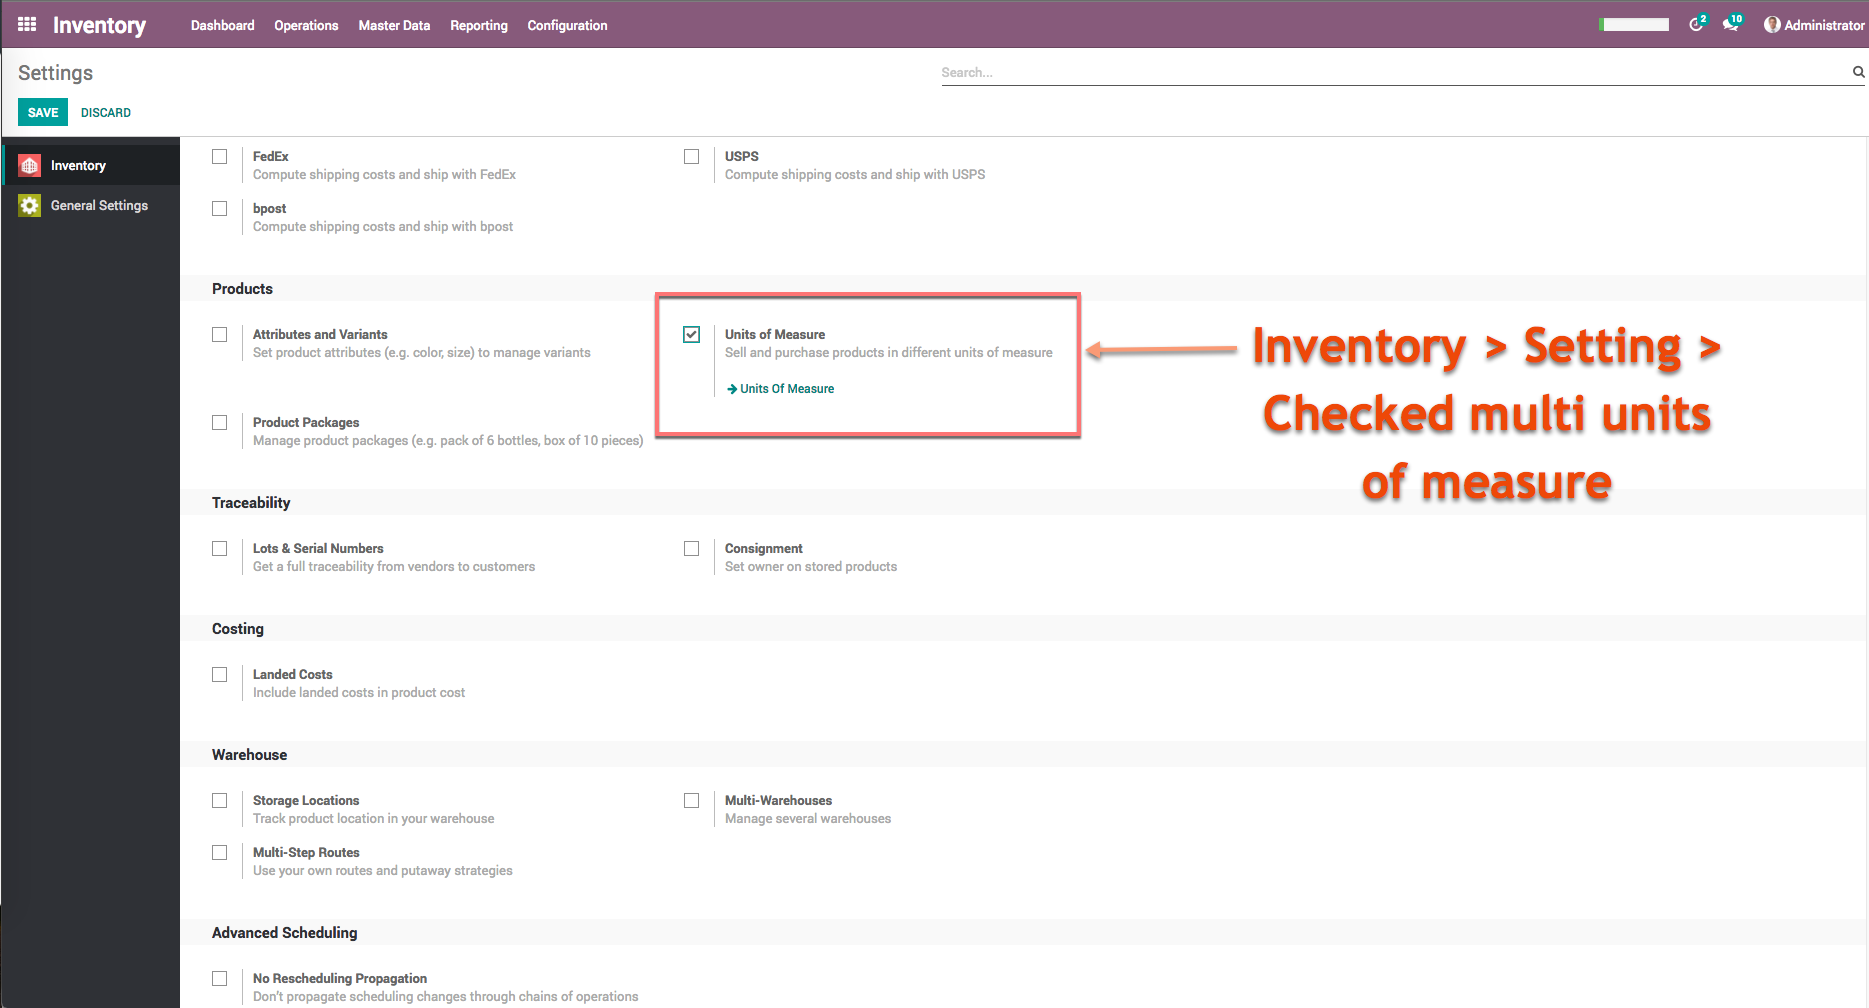 Inventory
Dashboard
Operations
Master Data
Reporting
Configuration
2
10
Administrator
Settings
Search...
SAVE
DISCARD
Inventory
General Settings
FedEx
Compute shipping costs and ship with FedEx
USPS
Compute shipping costs and ship with USPS
bpost
Compute shipping costs and ship with bpost
Products
Attributes and Variants
Set product attributes (e.g. color, size) to manage variants
Units of Measure
Sell and purchase products in different units of measure
Units Of Measure
Product Packages
Manage product packages (e.g. pack of 6 bottles, box of 10 pieces)
Inventory > Setting >
Checked multi units
of measure
Traceability
Lots & Serial Numbers
Get a full traceability from vendors to customers
Consignment
Set owner on stored products
Costing
Landed Costs
Include landed costs in product cost
Warehouse
Storage Locations
Track product location in your warehouse
Multi-Warehouses
Manage several warehouses
Multi-Step Routes
Use your own routes and putaway strategies
Advanced Scheduling
No Rescheduling Propagation
Don't propagate scheduling changes through chains of operations